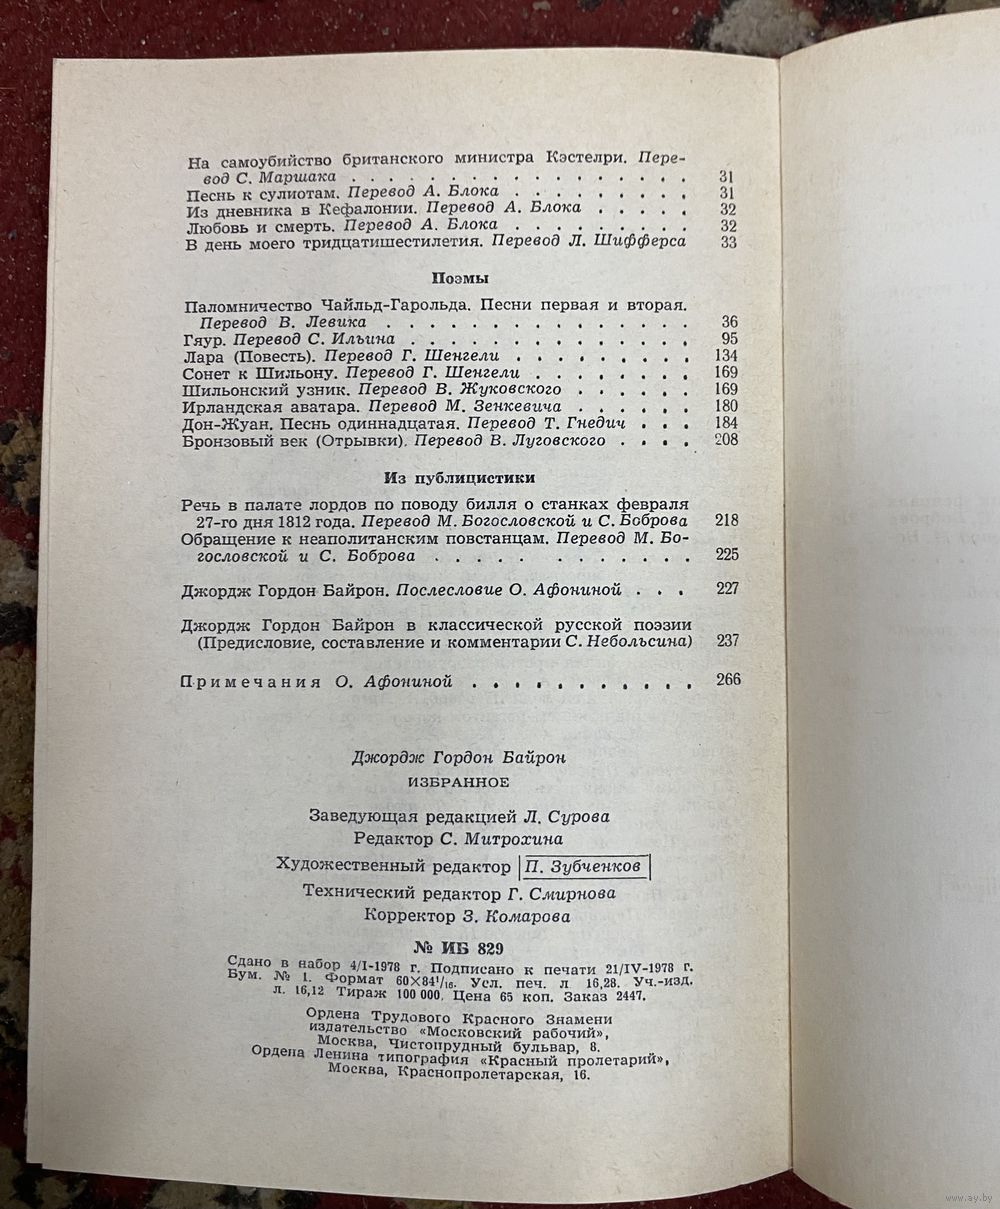 На самоубийство британского министра Кэстелри. Пере-
вод С. Маршака . . . . . . . . . . . . . . . . 31
Песнь к сулиотам. Перевод А. Блока . . . . . . . 31
Из дневника в Кефалонии. Перевод А. Блока . . . . . 32
Любовь и смерть. Перевод А. Блока . . . . . . . . 32
В день моего тридцатишестилетия. Перевод Л. Шифферса 33
Поэмы
Паломничество Чайльд-Гарольда. Песни первая и вторая.
Перевод В. Левика . . . . . . . . . . . . . . 36
Гяур. Перевод С. Ильина . . . . . . . . . . . . . 95
Лара (Повесть). Перевод Г. Шенгели . . . . . . . . . 134
Сонет к Шильону. Перевод Г. Шенгели . . . . . . . . 169
Шильонский узник. Перевод В. Жуковского . . . . . . 169
Ирландская аватара. Перевод М. Зенкевича . . . . . . 180
Дон-Жуан. Песнь одиннадцатая. Перевод Т. Гнедич . . . 184
Бронзовый век (Отрывки). Перевод В. Луговского . . . . 208
Из публицистики
Речь в палате лордов по поводу билля о станках февраля
27-го дня 1812 года. Перевод М. Богословской и С. Боброва 218
Обращение к неаполитанским повстанцам. Перевод М. Бо-
гословской и С. Боброва . . . . . . . . . . . 225
Джордж Гордон Байрон. Послесловие О. Афониной . . . 227
Джордж Гордон Байрон в классической русской поэзии
(Предисловие, составление и комментарии С. Небольсина) 237
Примечания О. Афониной . . . . . . . . . . . 266
Джордж Гордон Байрон
ИЗБРАННОЕ
Заведующая редакцией Л. Сурова
Редактор С. Митрохина
Художественный редактор П. Зубченков
Технический редактор Г. Смирнова
Корректор З. Комарова
№ ИБ 829
Сдано в набор 4/I-1978 г. Подписано к печати 21/IV-1978 г.
Бум. № 1. Формат 60×84¹/₁₆. Усл. печ. л 16,28. Уч.-изд.
л. 16,12 Тираж 100 000. Цена 65 коп. Заказ 2447.
Ордена Трудового Красного Знамени
издательство «Московский рабочий»,
Москва, Чистопрудный бульвар, 8.
Ордена Ленина типография «Красный пролетарий»,
Москва, Краснопролетарская, 16.
www.ay.by